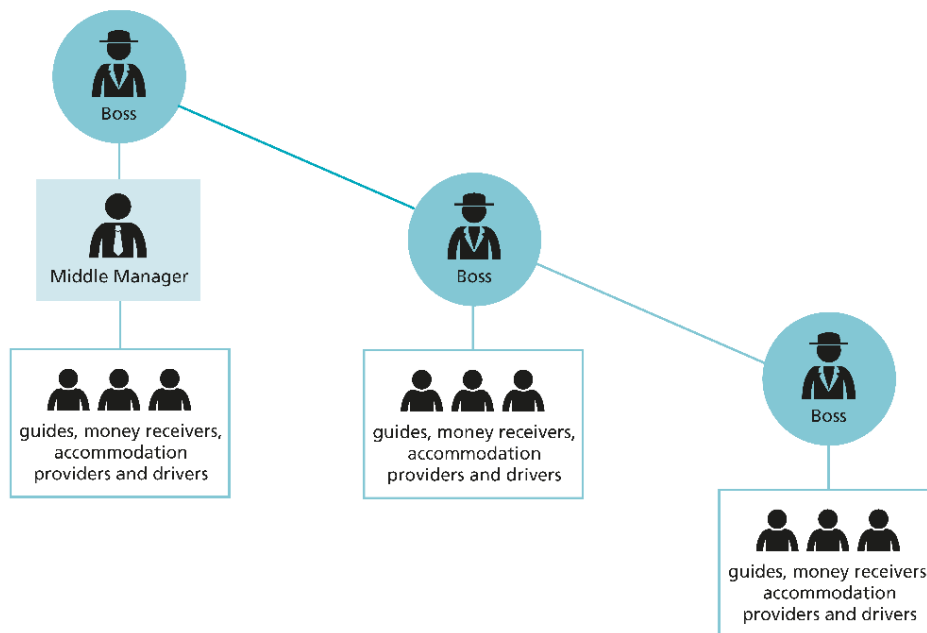 Boss
Middle Manager
guides, money receivers,
accommodation
providers and drivers
Boss
guides, money receivers,
accommodation
providers and drivers
Boss
guides, money receivers
accommodation
providers and drivers